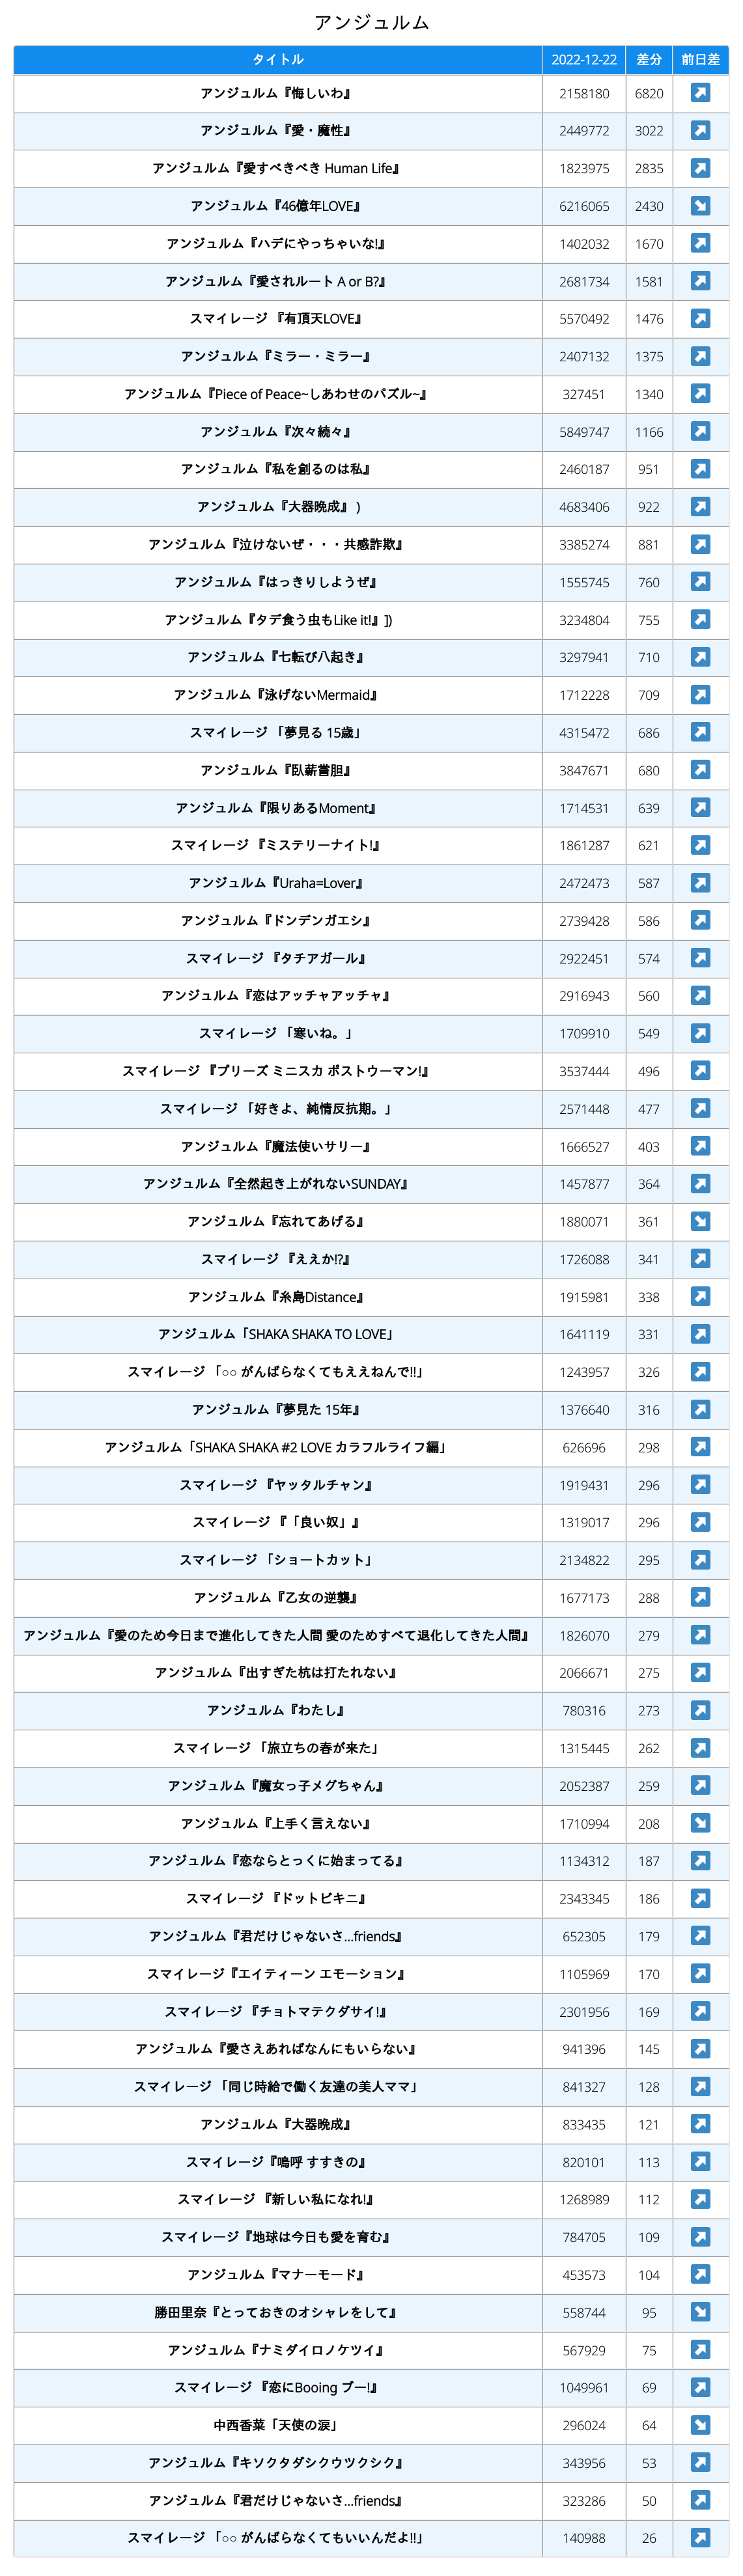 アンジュルム
タイトル 2022-12-22 差分 前日差
アンジュルム『悔しいわ』 2158180 6820 ↗
アンジュルム『愛・魔性』 2449772 3022 ↗
アンジュルム『愛すべきべき Human Life』 1823975 2835 ↗
アンジュルム『46億年LOVE』 6216065 2430 ↘
アンジュルム『ハデにやっちゃいな!』 1402032 1670 ↗
アンジュルム『愛されルート A or B?』 2681734 1581 ↗
スマイレージ 『有頂天LOVE』 5570492 1476 ↗
アンジュルム『ミラー・ミラー』 2407132 1375 ↗
アンジュルム『Piece of Peace~しあわせのパズル~』 327451 1340 ↗
アンジュルム『次々続々』 5849747 1166 ↗
アンジュルム『私を創るのは私』 2460187 951 ↗
アンジュルム『大器晩成』 ) 4683406 922 ↗
アンジュルム『泣けないぜ・・・共感詐欺』 3385274 881 ↗
アンジュルム『はっきりしようぜ』 1555745 760 ↗
アンジュルム『タデ食う虫もLike it!』]) 3234804 755 ↗
アンジュルム『七転び八起き』 3297941 710 ↗
アンジュルム『泳げないMermaid』 1712228 709 ↗
スマイレージ 「夢見る 15歳」 4315472 686 ↗
アンジュルム『臥薪嘗胆』 3847671 680 ↗
アンジュルム『限りあるMoment』 1714531 639 ↗
スマイレージ 『ミステリーナイト!』 1861287 621 ↗
アンジュルム『Uraha=Lover』 2472473 587 ↗
アンジュルム『ドンデンガエシ』 2739428 586 ↗
スマイレージ 『タチアガール』 2922451 574 ↗
アンジュルム『恋はアッチャアッチャ』 2916943 560 ↗
スマイレージ 「寒いね。」 1709910 549 ↗
スマイレージ 『プリーズ ミニスカ ポストウーマン!』 3537444 496 ↗
スマイレージ 「好きよ、純情反抗期。」 2571448 477 ↗
アンジュルム『魔法使いサリー』 1666527 403 ↗
アンジュルム『全然起き上がれないSUNDAY』 1457877 364 ↗
アンジュルム『忘れてあげる』 1880071 361 ↘
スマイレージ 『ええか!?』 1726088 341 ↗
アンジュルム『糸島Distance』 1915981 338 ↗
アンジュルム「SHAKA SHAKA TO LOVE」 1641119 331 ↗
スマイレージ 「○○ がんばらなくてもええねんで!!」 1243957 326 ↗
アンジュルム『夢見た 15年』 1376640 316 ↗
アンジュルム「SHAKA SHAKA #2 LOVE カラフルライフ編」 626696 298 ↗
スマイレージ 『ヤッタルチャン』 1919431 296 ↗
スマイレージ 『「良い奴」』 1319017 296 ↗
スマイレージ 「ショートカット」 2134822 295 ↗
アンジュルム『乙女の逆襲』 1677173 288 ↗
アンジュルム『愛のため今日まで進化してきた人間 愛のためすべて退化してきた人間』 1826070 279 ↗
アンジュルム『出すぎた杭は打たれない』 2066671 275 ↗
アンジュルム『わたし』 780316 273 ↗
スマイレージ 「旅立ちの春が来た」 1315445 262 ↗
アンジュルム『魔女っ子メグちゃん』 2052387 259 ↗
アンジュルム『上手く言えない』 1710994 208 ↘
アンジュルム『恋ならとっくに始まってる』 1134312 187 ↗
スマイレージ 『ドットビキニ』 2343345 186 ↗
アンジュルム『君だけじゃないさ...friends』 652305 179 ↗
スマイレージ『エイティーン エモーション』 1105969 170 ↗
スマイレージ 『チョトマテクダサイ!』 2301956 169 ↗
アンジュルム『愛さえあればなんにもいらない』 941396 145 ↗
スマイレージ 「同じ時給で働く友達の美人ママ」 841327 128 ↗
アンジュルム『大器晩成』 833435 121 ↗
スマイレージ『嗚呼 すすきの』 820101 113 ↗
スマイレージ 『新しい私になれ!』 1268989 112 ↗
スマイレージ『地球は今日も愛を育む』 784705 109 ↗
アンジュルム『マナーモード』 453573 104 ↗
勝田里奈『とっておきのオシャレをして』 558744 95 ↘
アンジュルム『ナミダイロノケツイ』 567929 75 ↗
スマイレージ 『恋にBooing ブー!』 1049961 69 ↗
中西香菜「天使の涙」 296024 64 ↘
アンジュルム『キソクタダシクウツクシク』 343956 53 ↗
アンジュルム『君だけじゃないさ...friends』 323286 50 ↗
スマイレージ 「○○ がんばらなくてもいいんだよ!!」 140988 26 ↗